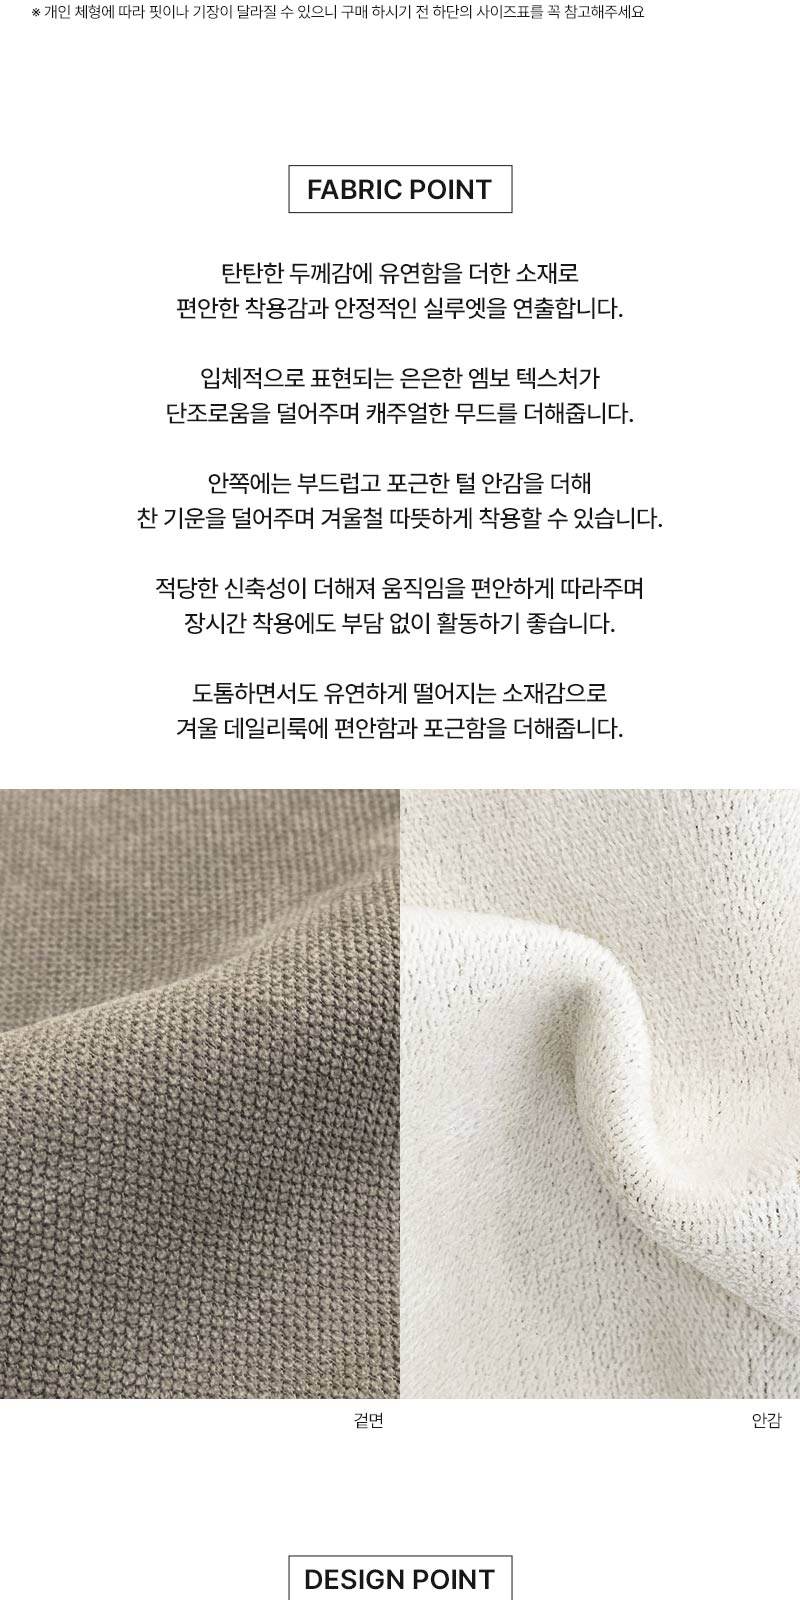 ※ 개인 체형에 따라 핏이나 기장이 달라질 수 있으니 구매 하시기 전 하단의 사이즈표를 꼭 참고해주세요
FABRIC POINT
탄탄한 두께감에 유연함을 더한 소재로
편안한 착용감과 안정적인 실루엣을 연출합니다.
입체적으로 표현되는 은은한 엠보 텍스처가
단조로움을 덜어주며 캐주얼한 무드를 더해줍니다.
안쪽에는 부드럽고 포근한 털 안감을 더해
찬 기운을 덜어주며 겨울철 따뜻하게 착용할 수 있습니다.
적당한 신축성이 더해져 움직임을 편안하게 따라주며
장시간 착용에도 부담 없이 활동하기 좋습니다.
도톰하면서도 유연하게 떨어지는 소재감으로
겨울 데일리룩에 편안함과 포근함을 더해줍니다.
겉면
안감
DESIGN POINT